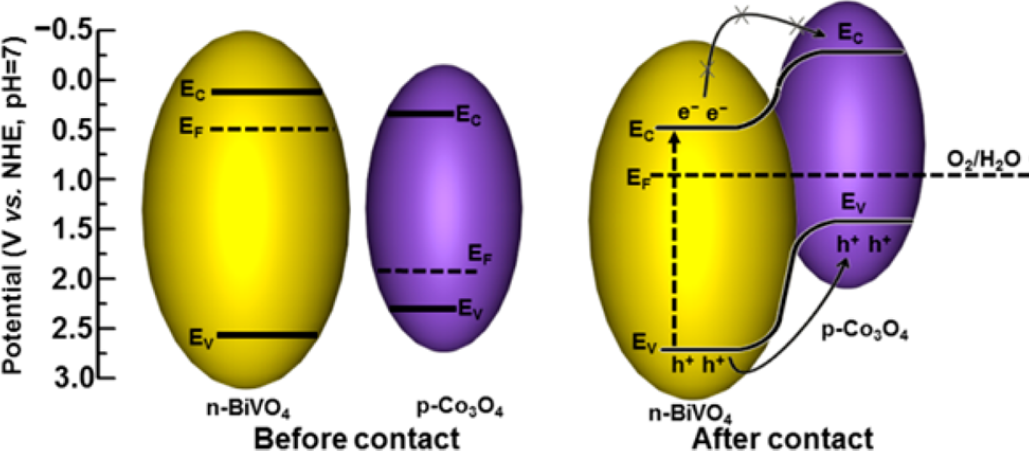 Potential (V vs. NHE, pH=7)
−0.5
0.0
0.5
1.0
1.5
2.0
2.5
3.0
EC
EF
EV
n-BiVO4
EC
EF
EV
p-Co3O4
Before contact
EC
e− e−
EC
EF
O2/H2O
EV
h+ h+
EV
h+ h+
p-Co3O4
n-BiVO4
After contact